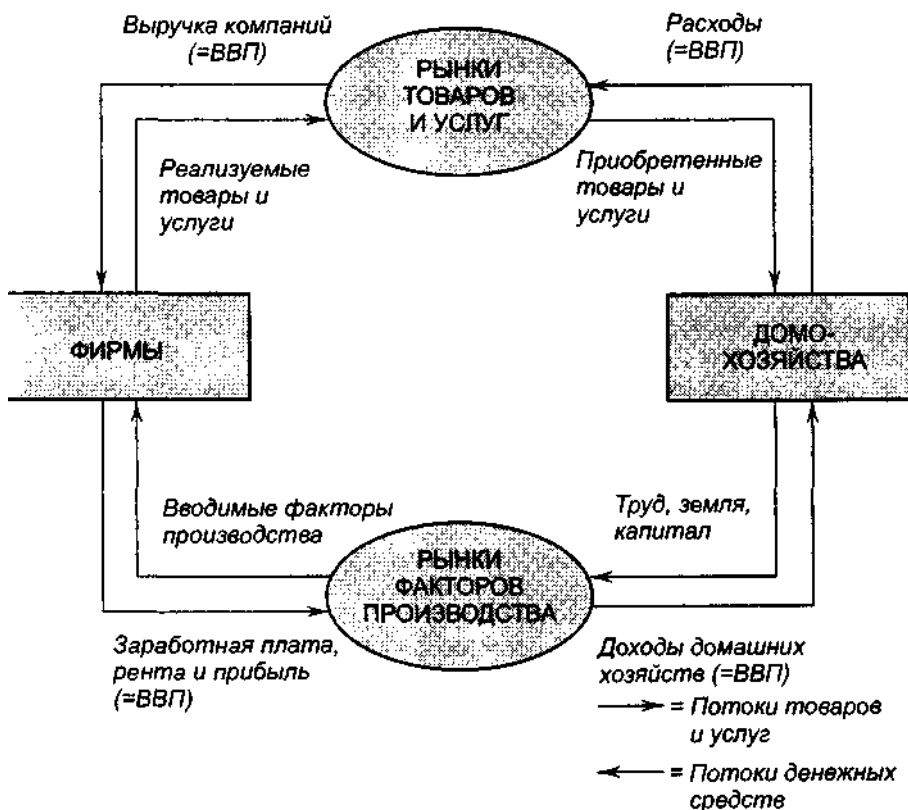 Выручка компаний
(=ВВП)
РЫНКИ
ТОВАРОВ
И УСЛУГ
Расходы
(=ВВП)
Реализуемые
товары и
услуги
Приобретенные
товары и
услуги
ФИРМЫ
ДОМО-
ХОЗЯЙСТВА
Вводимые факторы
производства
Труд, земля,
капитал
РЫНКИ
ФАКТОРОВ
ПРОИЗВОДСТВА
Заработная плата,
рента и прибыль
(=ВВП)
Доходы домашних
хозяйств (=ВВП)
= Потоки товаров
и услуг
= Потоки денежных
средств